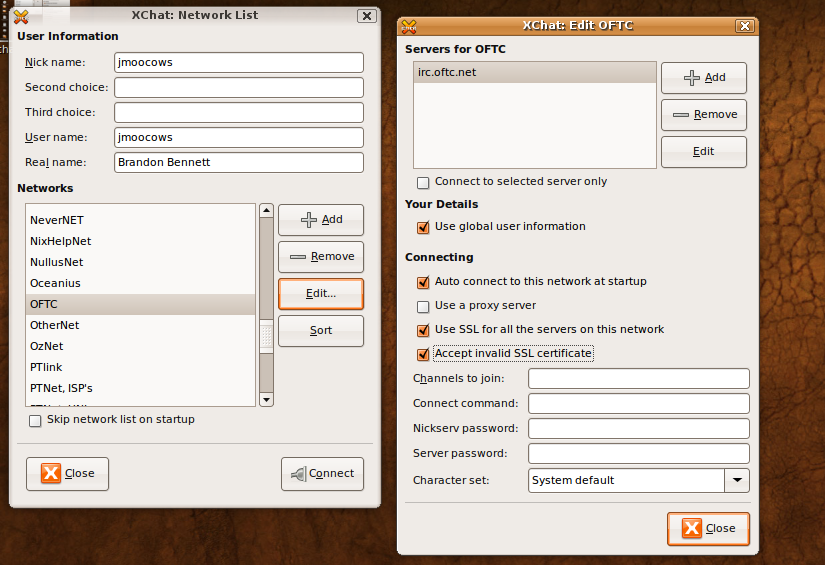 XChat: Network List
User Information
Nick name: jmoocows
Second choice:
Third choice:
User name: jmoocows
Real name: Brandon Bennett
Networks
NeverNET
NixHelpNet
NullusNet
Oceanius
OFTC
OtherNet
OzNet
PTlink
PTNet, ISP's
Add
Remove
Edit...
Sort
Skip network list on startup
Close
Connect
XChat: Edit OFTC
Servers for OFTC
irc.oftc.net
Add
Remove
Edit
Connect to selected server only
Your Details
Use global user information
Connecting
Auto connect to this network at startup
Use a proxy server
Use SSL for all the servers on this network
Accept invalid SSL certificate
Channels to join:
Connect command:
Nickserv password:
Server password:
Character set: System default
Close